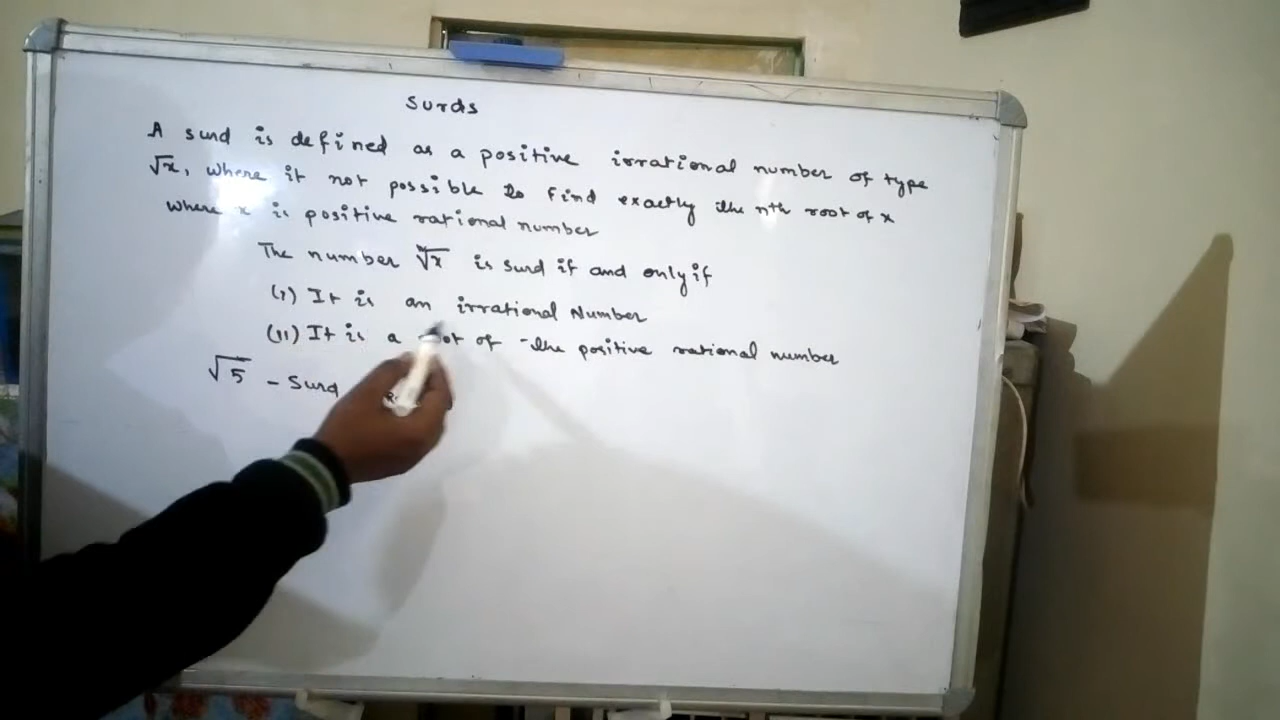 Surds
A surd is defined as a positive irrational number of type
√x, where it not possible to find exactly the nth root of x
where x is positive rational number
The number ⁿ√x is surd if and only if
(i) It is an irrational Number
(ii) It is a root of the positive rational number
√5 - Surd